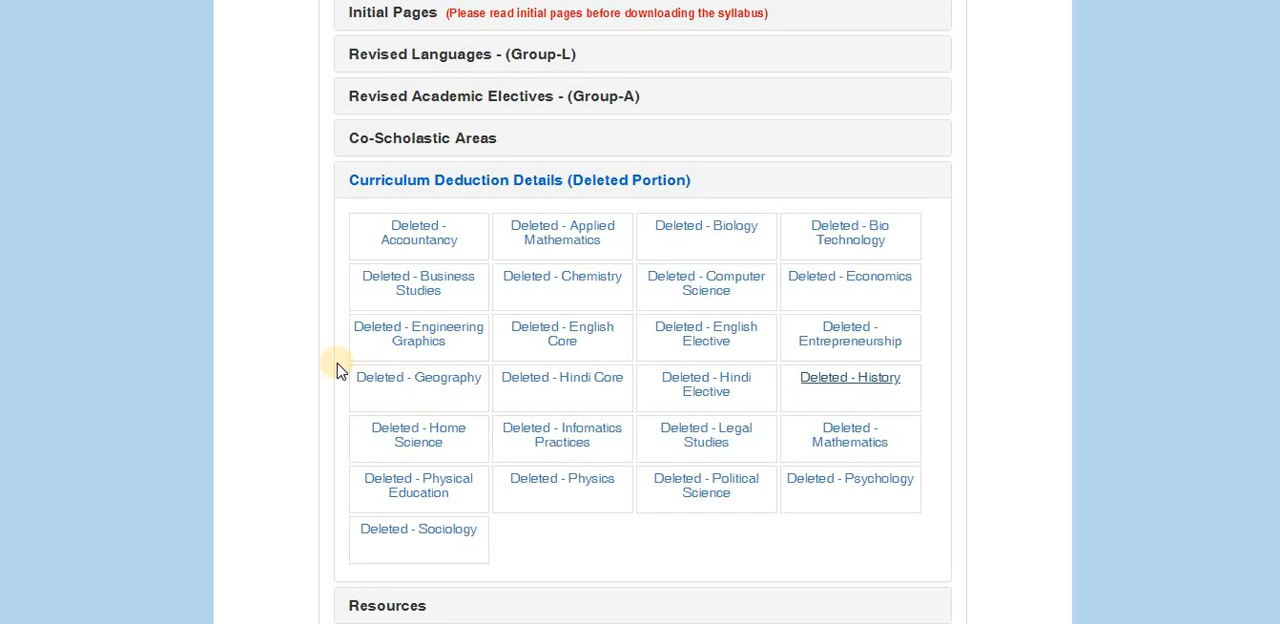 Initial Pages (Please read initial pages before downloading the syllabus)
Revised Languages - (Group-L)
Revised Academic Electives - (Group-A)
Co-Scholastic Areas
Curriculum Deduction Details (Deleted Portion)
Deleted -
Accountancy
Deleted - Applied
Mathematics
Deleted - Biology
Deleted - Bio
Technology
Deleted - Business
Studies
Deleted - Chemistry
Deleted - Computer
Science
Deleted - Economics
Deleted - Engineering
Graphics
Deleted - English
Core
Deleted - English
Elective
Deleted -
Entrepreneurship
Deleted - Geography
Deleted - Hindi Core
Deleted - Hindi
Elective
Deleted - History
Deleted - Home
Science
Deleted - Infomatics
Practices
Deleted - Legal
Studies
Deleted -
Mathematics
Deleted - Physical
Education
Deleted - Physics
Deleted - Political
Science
Deleted - Psychology
Deleted - Sociology
Resources